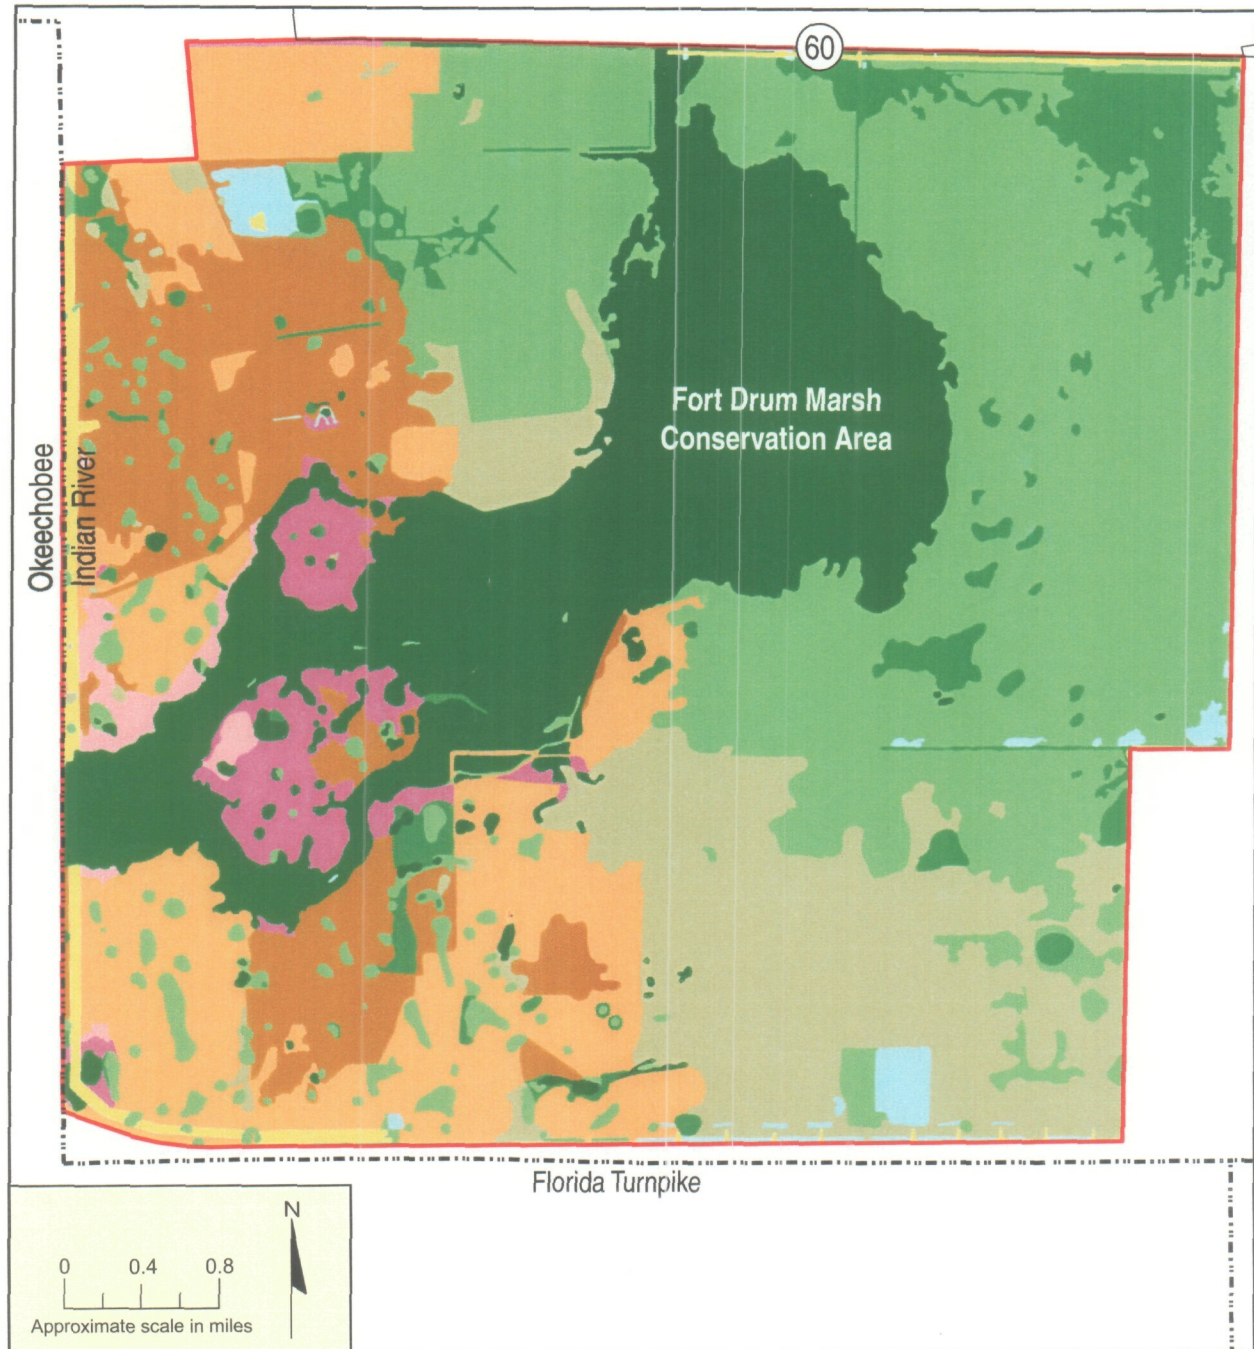 60
Fort Drum Marsh
Conservation Area
Okeechobee
Indian River
Florida Turnpike
N
0 0.4 0.8
Approximate scale in miles